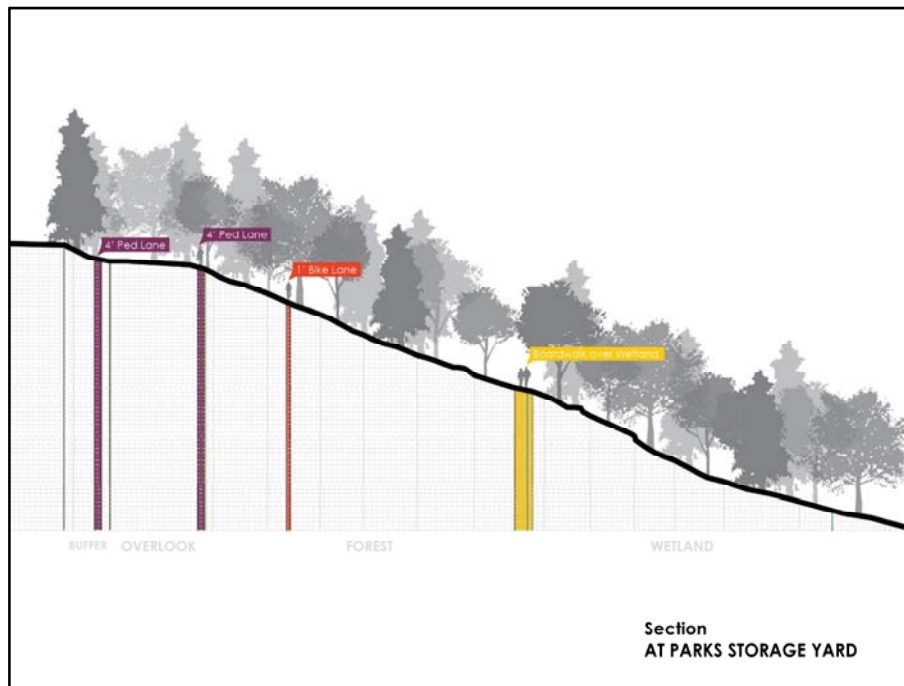 4' Ped Lane
4' Ped Lane
1' Bike Lane
Boardwalk over Wetland
BUFFER
OVERLOOK
FOREST
WETLAND
Section
AT PARKS STORAGE YARD